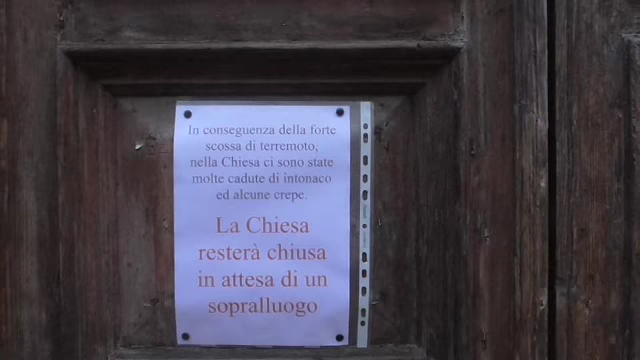 In conseguenza della forte
scossa di terremoto,
nella Chiesa ci sono state
molte cadute di intonaco
ed alcune crepe.
La Chiesa
resterà chiusa
in attesa di un
sopralluogo